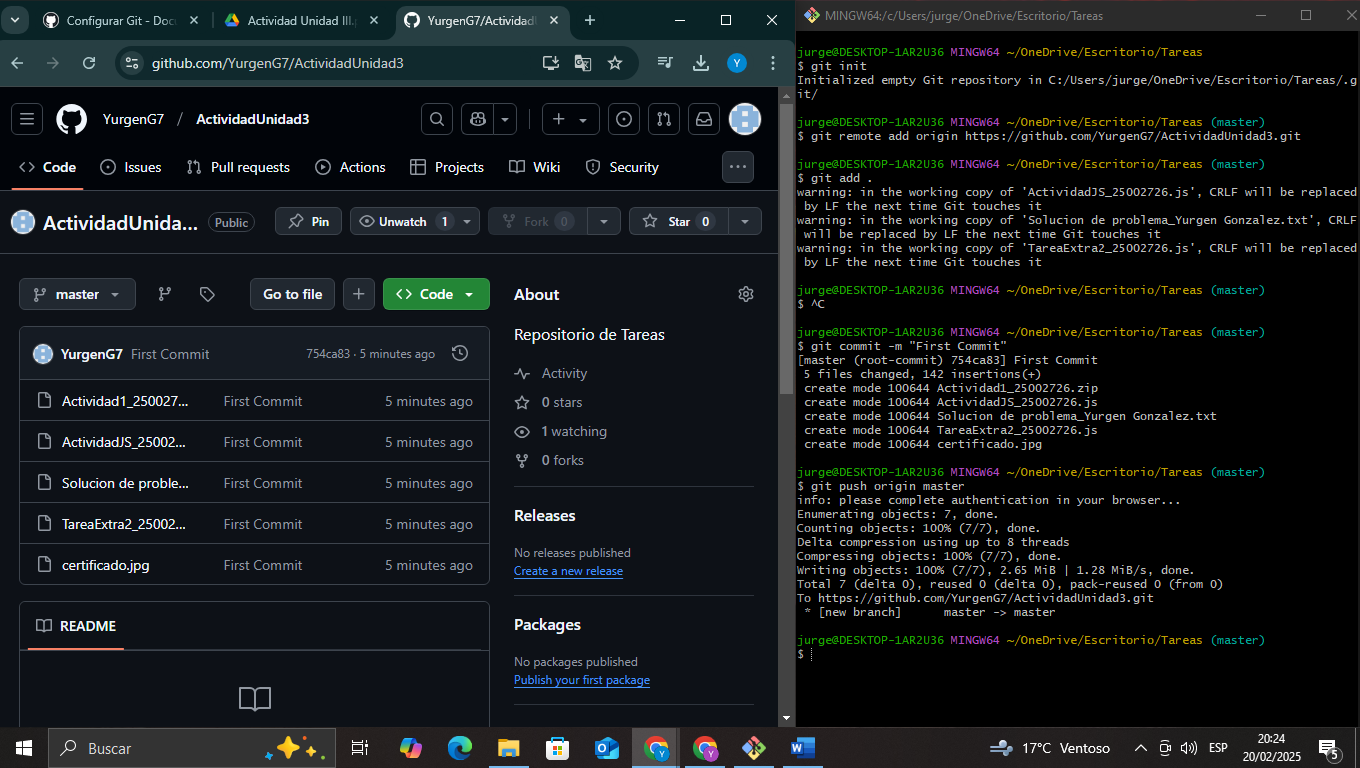 Configurar Git - Docu
Actividad Unidad III.p
YurgenG7/ActividadU
github.com/YurgenG7/ActividadUnidad3
Y
YurgenG7 / ActividadUnidad3
Code
Issues
Pull requests
Actions
Projects
Wiki
Security
ActividadUnida...
Public
Pin
Unwatch 1
Fork 0
Star 0
master
Go to file
Code
YurgenG7 First Commit
754ca83 · 5 minutes ago
Actividad1_250027... First Commit 5 minutes ago
ActividadJS_25002... First Commit 5 minutes ago
Solucion de proble... First Commit 5 minutes ago
TareaExtra2_25002... First Commit 5 minutes ago
certificado.jpg First Commit 5 minutes ago
README
About
Repositorio de Tareas
Activity
0 stars
1 watching
0 forks
Releases
No releases published
Create a new release
Packages
No packages published
Publish your first package
MINGW64:/c/Users/jurge/OneDrive/Escritorio/Tareas
jurge@DESKTOP-1AR2U36 MINGW64 ~/OneDrive/Escritorio/Tareas
$ git init
Initialized empty Git repository in C:/Users/jurge/OneDrive/Escritorio/Tareas/.g
it/
jurge@DESKTOP-1AR2U36 MINGW64 ~/OneDrive/Escritorio/Tareas (master)
$ git remote add origin https://github.com/YurgenG7/ActividadUnidad3.git
jurge@DESKTOP-1AR2U36 MINGW64 ~/OneDrive/Escritorio/Tareas (master)
$ git add .
warning: in the working copy of 'ActividadJS_25002726.js', CRLF will be replaced
by LF the next time Git touches it
warning: in the working copy of 'Solucion de problema_Yurgen Gonzalez.txt', CRLF
will be replaced by LF the next time Git touches it
warning: in the working copy of 'TareaExtra2_25002726.js', CRLF will be replaced
by LF the next time Git touches it
jurge@DESKTOP-1AR2U36 MINGW64 ~/OneDrive/Escritorio/Tareas (master)
$ ^C
jurge@DESKTOP-1AR2U36 MINGW64 ~/OneDrive/Escritorio/Tareas (master)
$ git commit -m "First Commit"
[master (root-commit) 754ca83] First Commit
5 files changed, 142 insertions(+)
create mode 100644 Actividad1_25002726.zip
create mode 100644 ActividadJS_25002726.js
create mode 100644 Solucion de problema_Yurgen Gonzalez.txt
create mode 100644 TareaExtra2_25002726.js
create mode 100644 certificado.jpg
jurge@DESKTOP-1AR2U36 MINGW64 ~/OneDrive/Escritorio/Tareas (master)
$ git push origin master
info: please complete authentication in your browser...
Enumerating objects: 7, done.
Counting objects: 100% (7/7), done.
Delta compression using up to 8 threads
Compressing objects: 100% (7/7), done.
Writing objects: 100% (7/7), 2.65 MiB | 1.28 MiB/s, done.
Total 7 (delta 0), reused 0 (delta 0), pack-reused 0 (from 0)
To https://github.com/YurgenG7/ActividadUnidad3.git
* [new branch] master -> master
jurge@DESKTOP-1AR2U36 MINGW64 ~/OneDrive/Escritorio/Tareas (master)
$
Buscar
17°C Ventoso
ESP
20:24
20/02/2025
5